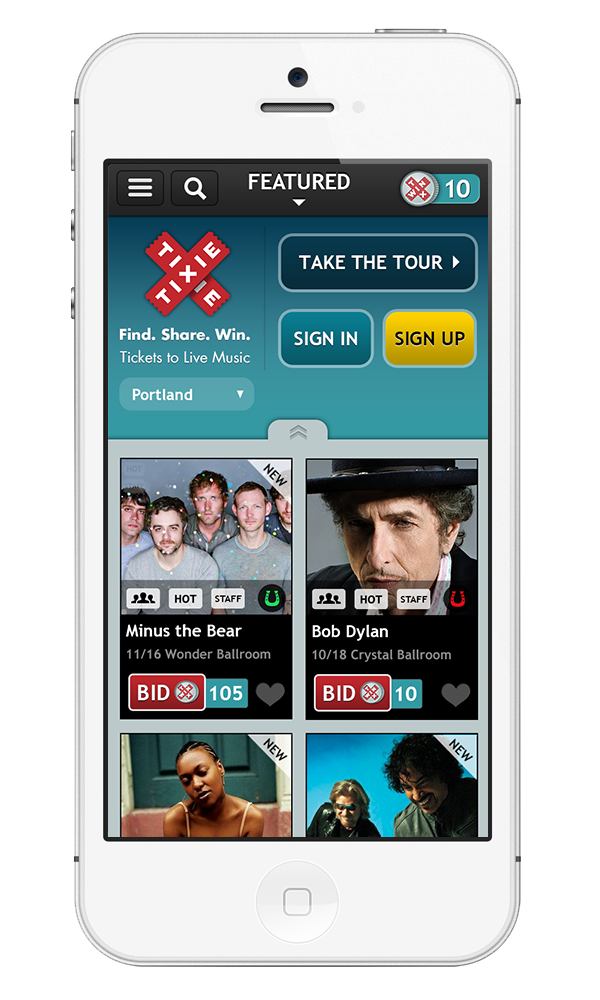 FEATURED
10
TIXIE
TIXIE
Find. Share. Win.
Tickets to Live Music
Portland
TAKE THE TOUR
SIGN IN
SIGN UP
HOT
NEW
HOT
STAFF
Minus the Bear
11/16 Wonder Ballroom
BID
105
HOT
STAFF
Bob Dylan
10/18 Crystal Ballroom
BID
10
NEW
NEW